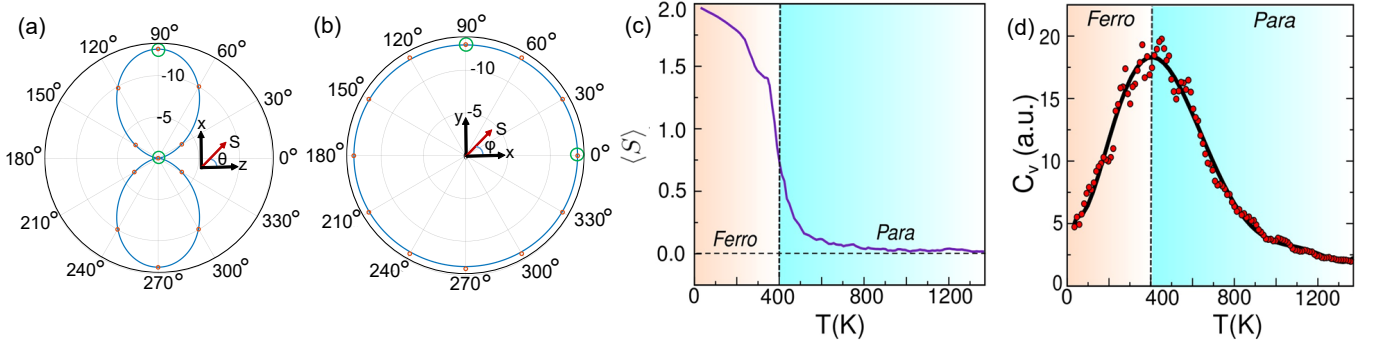 (a)
90°
120°
60°
150°
30°
180°
0°
210°
330°
240°
300°
270°
-10
-5
x
S
θ
z
(b)
90°
120°
60°
150°
30°
180°
0°
210°
330°
240°
300°
270°
-10
-5
y
S
φ
x
(c)
2.0
1.5
1.0
0.5
0.0
⟨S⟩
Ferro
Para
0
400
800
1200
T(K)
(d)
Ferro
Para
20
15
10
5
0
Cv (a.u.)
0
400
800
1200
T(K)